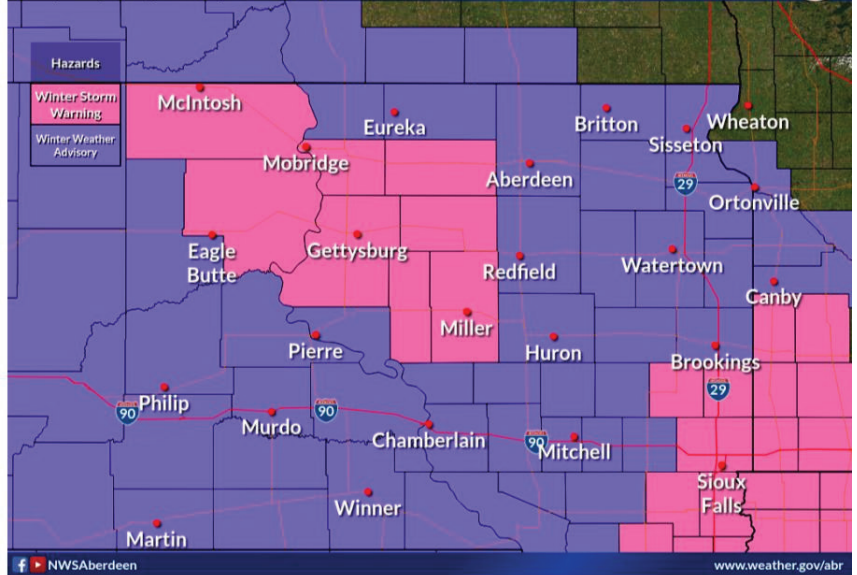 Hazards
Winter Storm
Warning
Winter Weather
Advisory
McIntosh
Eureka
Britton
Wheaton
Sisseton
Mobridge
Aberdeen
29
Ortonville
Eagle
Butte
Gettysburg
Redfield
Watertown
Canby
Miller
Pierre
Huron
Brookings
29
Philip
90
Murdo
90
Chamberlain
90
Mitchell
Sioux
Falls
Winner
Martin
NWSAberdeen
www.weather.gov/abr